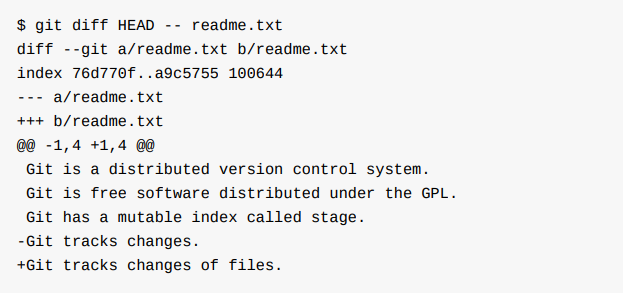 $ git diff HEAD -- readme.txt
diff --git a/readme.txt b/readme.txt
index 76d770f..a9c5755 100644
--- a/readme.txt
+++ b/readme.txt
@@ -1,4 +1,4 @@
 Git is a distributed version control system.
 Git is free software distributed under the GPL.
 Git has a mutable index called stage.
-Git tracks changes.
+Git tracks changes of files.